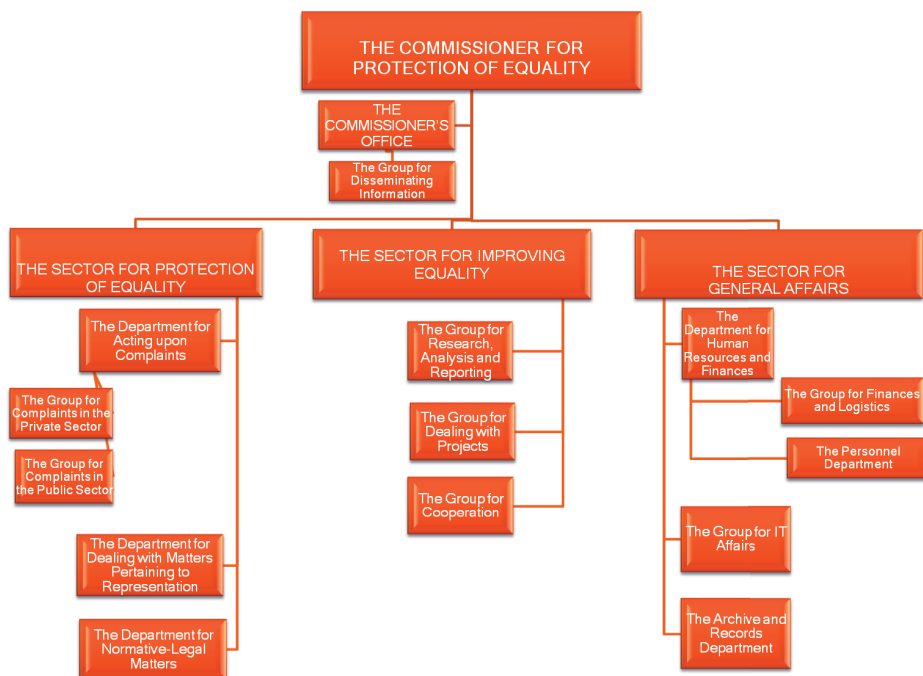 THE COMMISSIONER FOR
PROTECTION OF EQUALITY
THE
COMMISSIONER'S
OFFICE
The Group for
Disseminating
Information
THE SECTOR FOR PROTECTION
OF EQUALITY
The Department for
Acting upon
Complaints
The Group for
Complaints in the
Private Sector
The Group for
Complaints in
the Public Sector
The Department for
Dealing with Matters
Pertaining to
Representation
The Department for
Normative-Legal
Matters
THE SECTOR FOR IMPROVING
EQUALITY
The Group for
Research,
Analysis and
Reporting
The Group for
Dealing with
Projects
The Group for
Cooperation
THE SECTOR FOR
GENERAL AFFAIRS
The
Department for
Human
Resources and
Finances
The Group for Finances
and Logistics
The Personnel
Department
The Group for IT
Affairs
The Archive and
Records
Department